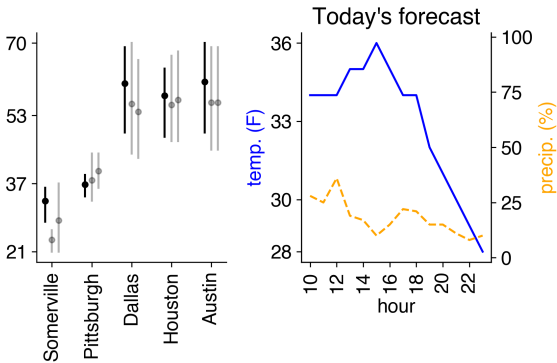 Today's forecast
70
53
37
21
Somerville
Pittsburgh
Dallas
Houston
Austin
temp. (F)
36
33
30
28
100
75
50
25
0
precip. (%)
10
12
14
16
18
20
22
hour